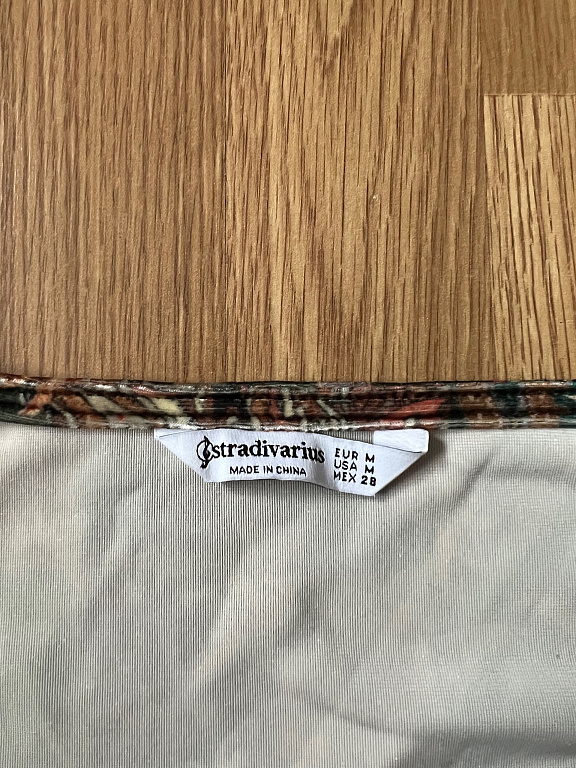 stradivarius
MADE IN CHINA
EUR M
USA M
MEX 28